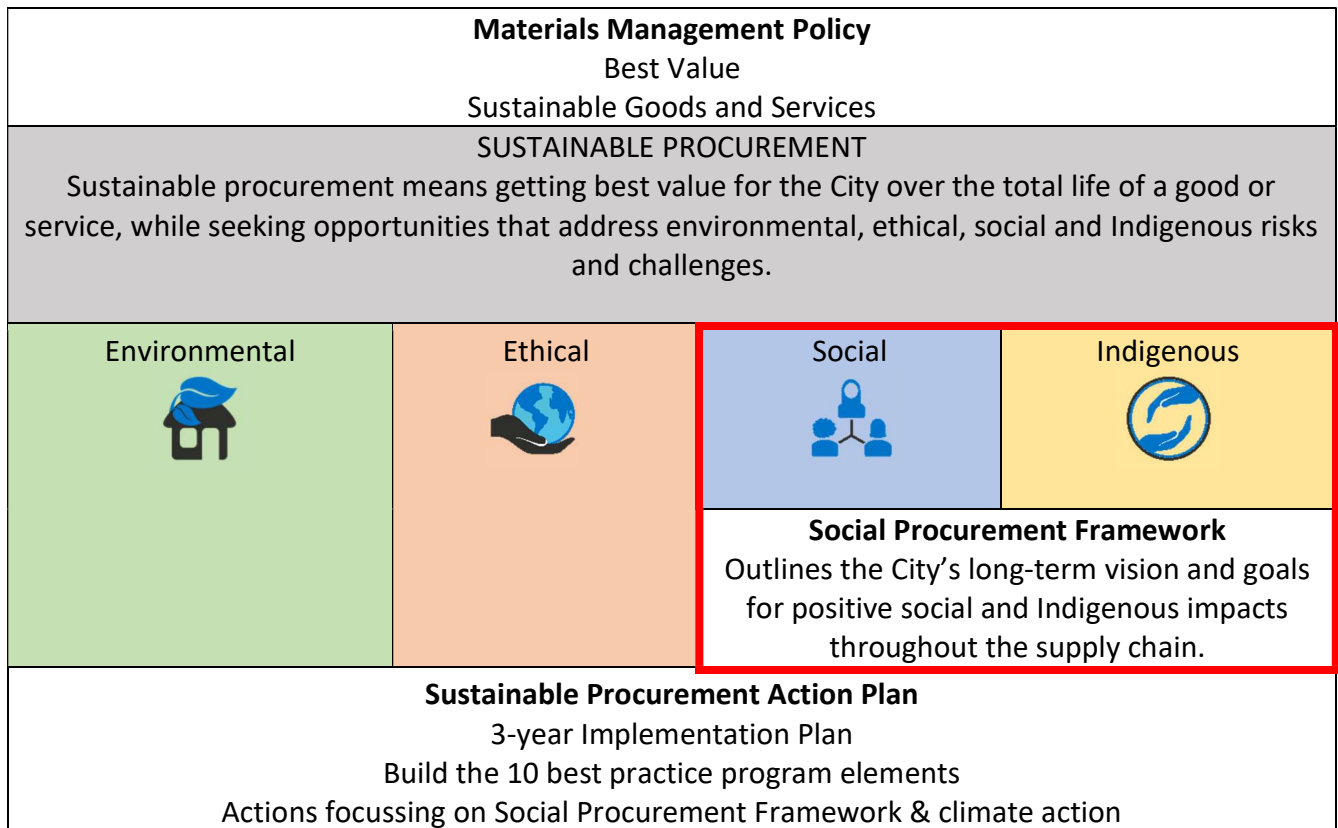 Materials Management Policy
Best Value
Sustainable Goods and Services
SUSTAINABLE PROCUREMENT
Sustainable procurement means getting best value for the City over the total life of a good or
service, while seeking opportunities that address environmental, ethical, social and Indigenous risks
and challenges.
Environmental
Ethical
Social
Indigenous
Social Procurement Framework
Outlines the City’s long-term vision and goals
for positive social and Indigenous impacts
throughout the supply chain.
Sustainable Procurement Action Plan
3-year Implementation Plan
Build the 10 best practice program elements
Actions focussing on Social Procurement Framework & climate action